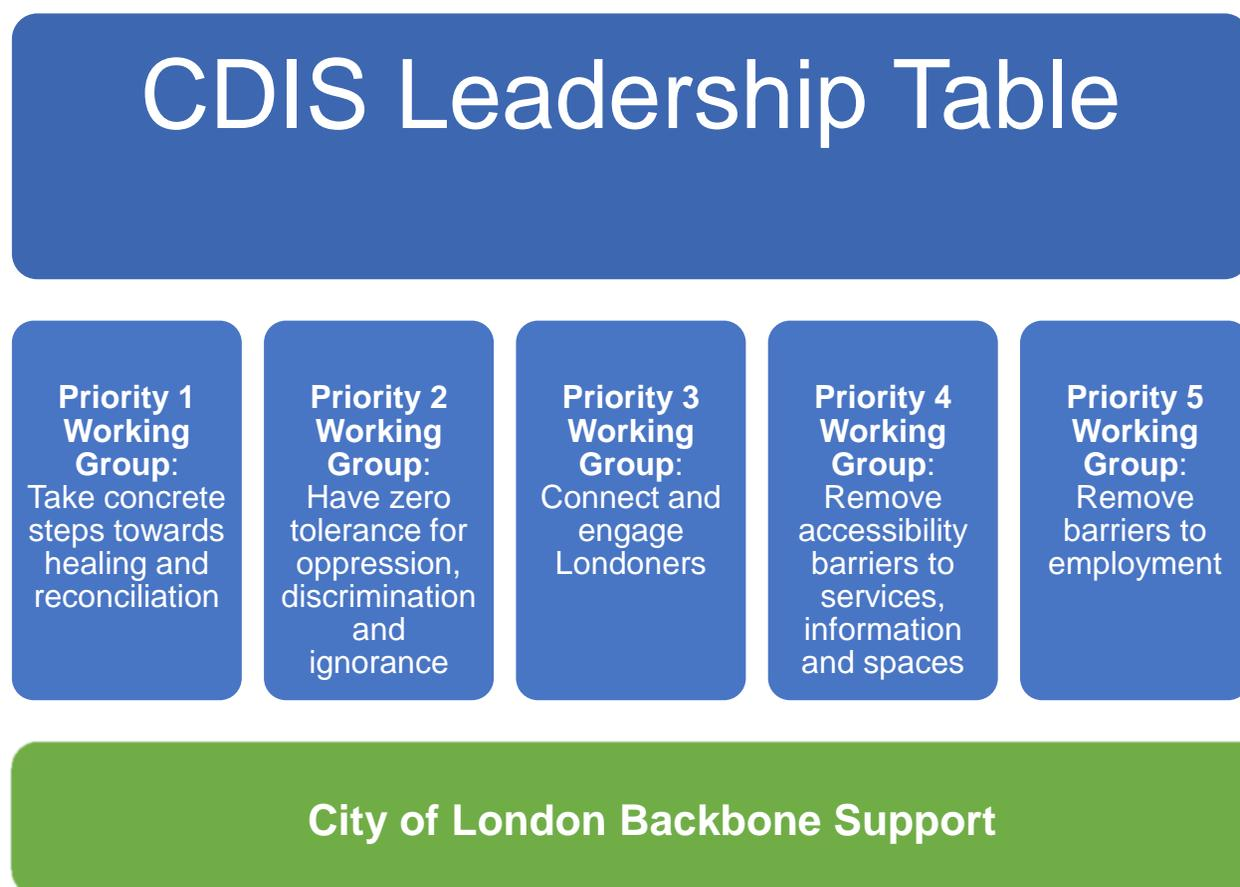 CDIS Leadership Table
Priority 1
Working
Group:
Take concrete
steps towards
healing and
reconciliation
Priority 2
Working
Group:
Have zero
tolerance for
oppression,
discrimination
and
ignorance
Priority 3
Working
Group:
Connect and
engage
Londoners
Priority 4
Working
Group:
Remove
accessibility
barriers to
services,
information
and spaces
Priority 5
Working
Group:
Remove
barriers to
employment
City of London Backbone Support